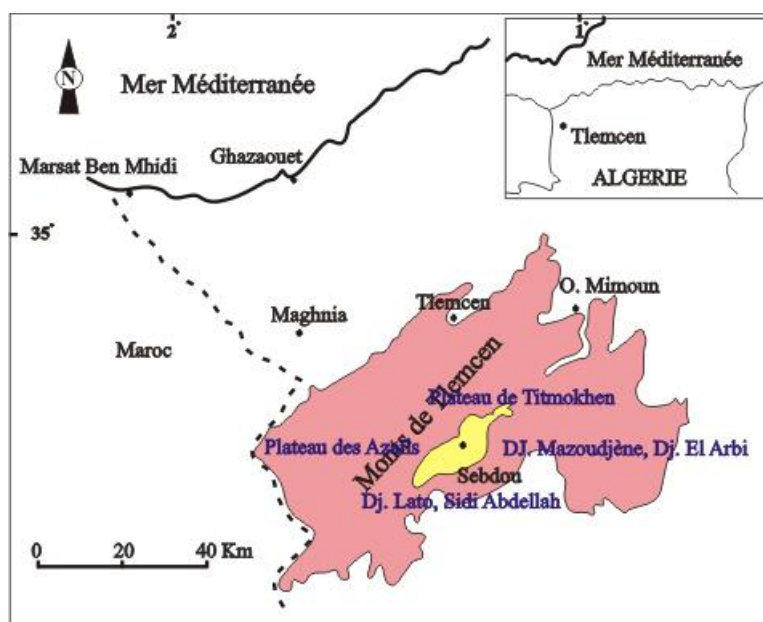 2°
1°
N
Mer Méditerranée
Mer Méditerranée
Tlemcen
ALGERIE
Marsat Ben Mhidi
Ghazaouet
35°
Maghnia
Tlemcen
O. Mimoun
Maroc
Monts de Tlemcen
Plateau de Titmokhen
Plateau des Azaïls
DJ. Mazoudjène, Dj. El Arbi
Sebdou
Dj. Lato, Sidi Abdellah
0 20 40 Km